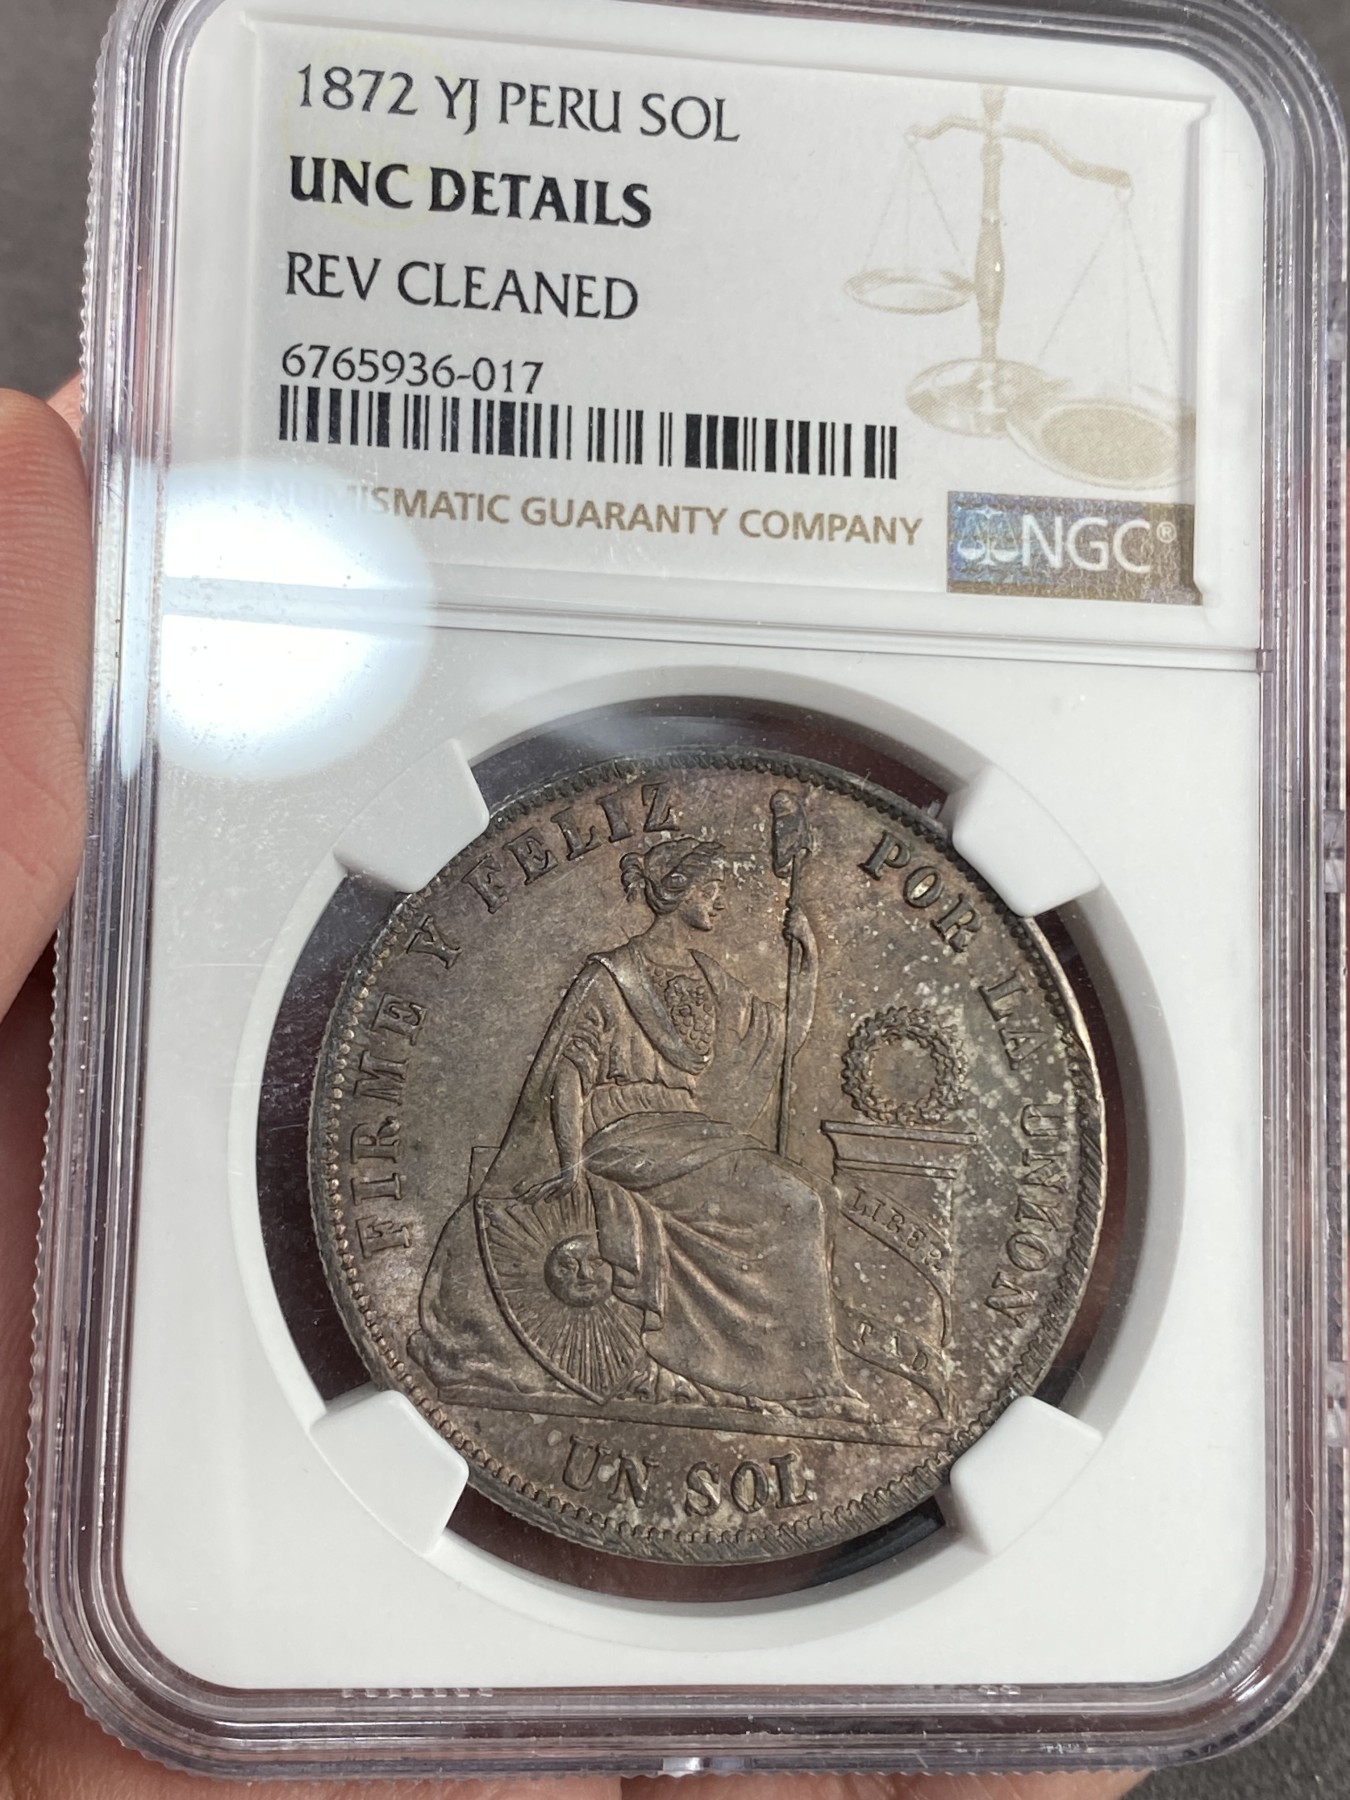 1872 YJ PERU SOL
UNC DETAILS
REV CLEANED
6765936-017
NUMISMATIC GUARANTY COMPANY
NGC®
FIRME Y FELIZ POR LA UNION
LIBER
TAD
UN SOL